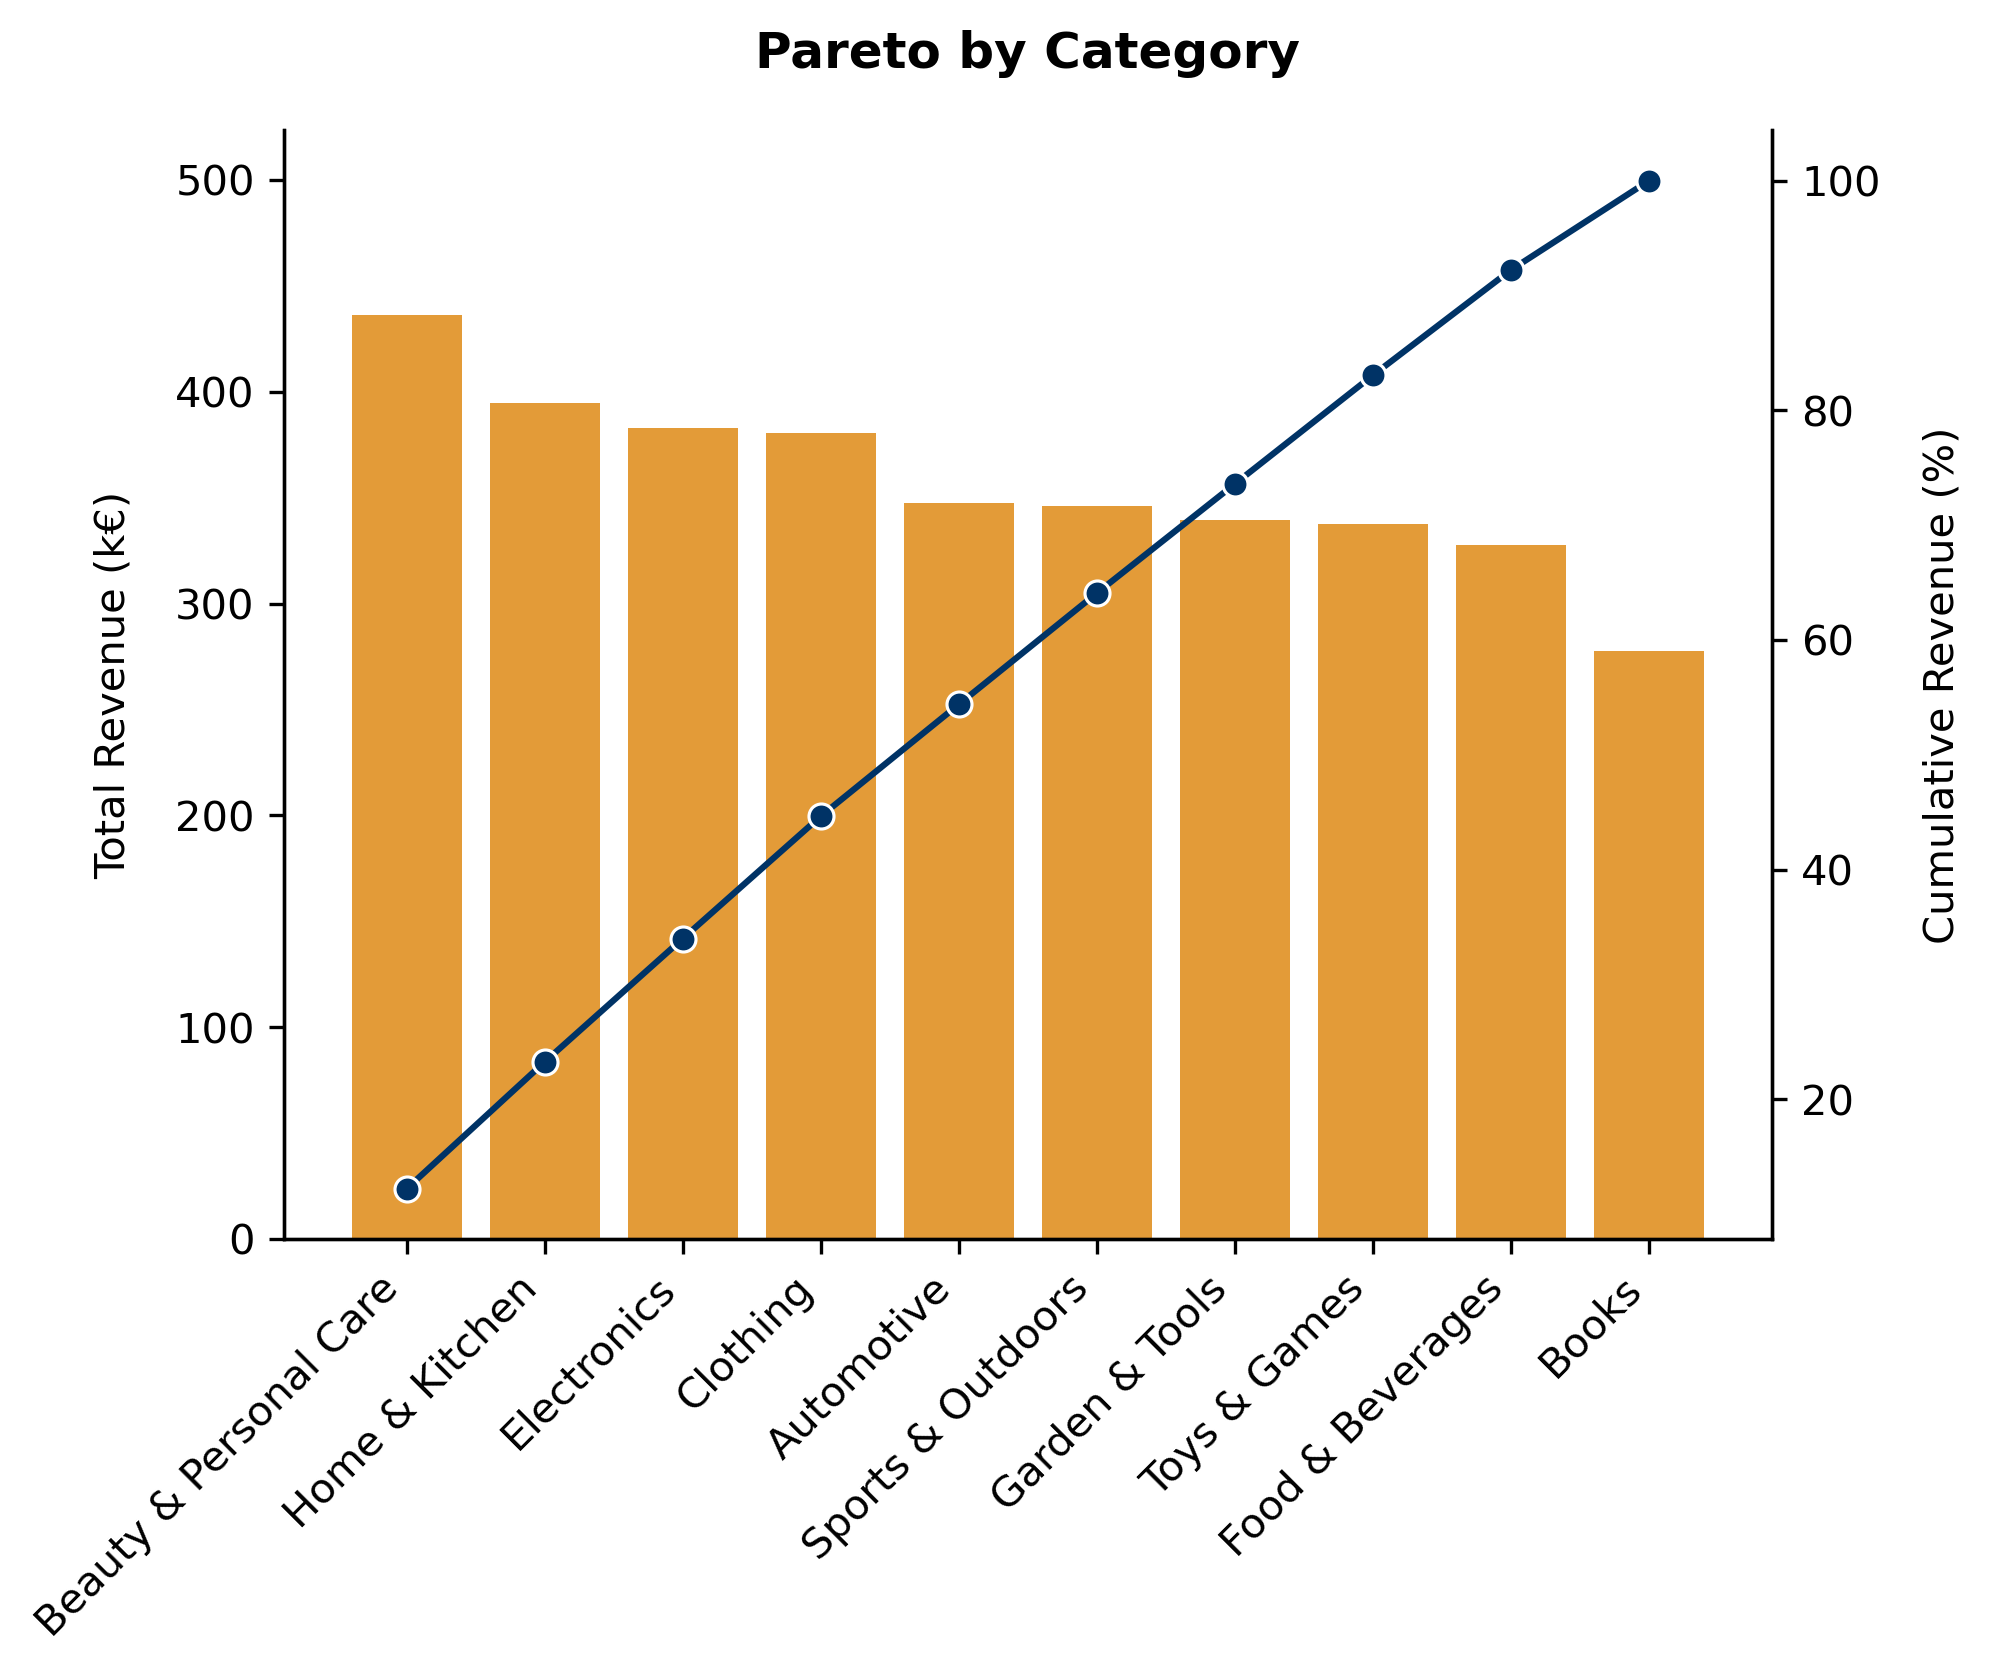 Pareto by Category
Total Revenue (k€)
500
400
300
200
100
0
100
80
60
40
20
Cumulative Revenue (%)
Beauty & Personal Care
Home & Kitchen
Electronics
Clothing
Automotive
Sports & Outdoors
Garden & Tools
Toys & Games
Food & Beverages
Books